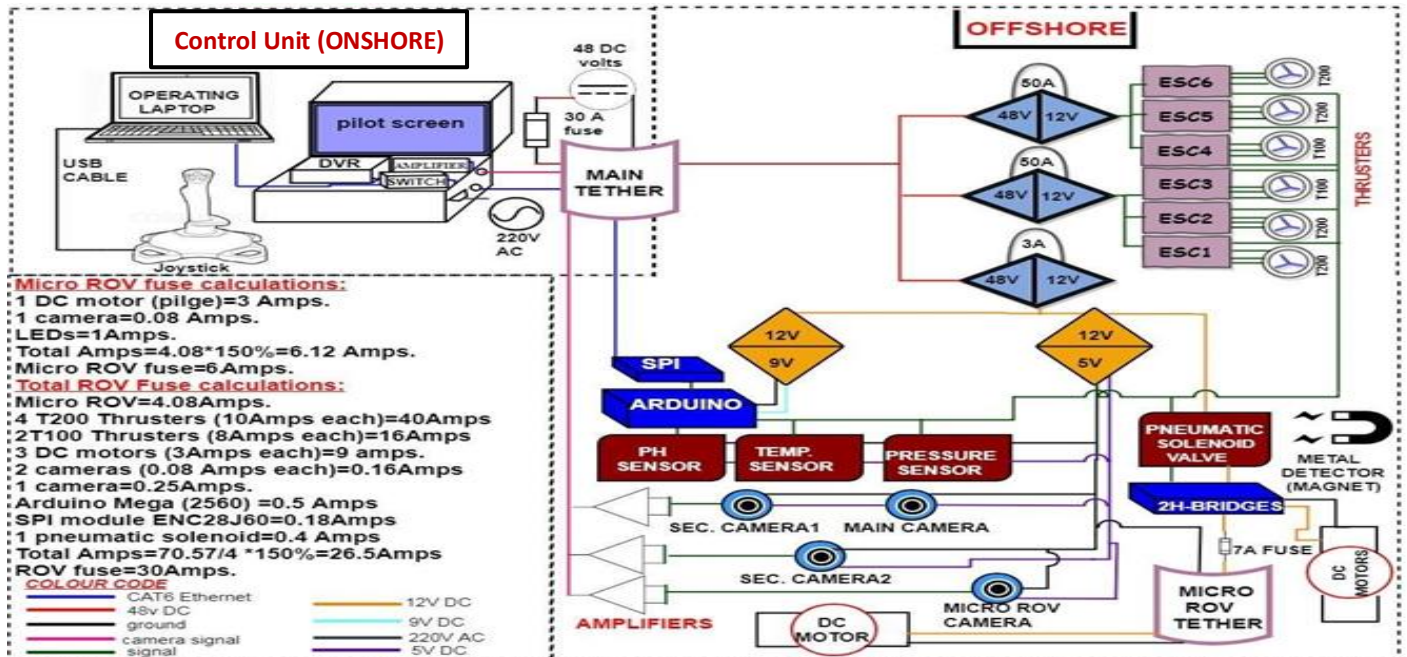 Control Unit (ONSHORE)
OPERATING
LAPTOP
USB
CABLE
Joystick
pilot screen
DVR
AMPLIFIER
SWITCH
220V
AC
48 DC
volts
30 A
fuse
MAIN
TETHER
OFFSHORE
50A
48V 12V
50A
48V 12V
3A
48V 12V
ESC6
ESC5
ESC4
ESC3
ESC2
ESC1
T200
T200
T100
T100
T200
T200
THRUSTERS
Micro ROV fuse calculations:
1 DC motor (pilge)=3 Amps.
1 camera=0.08 Amps.
LEDs=1Amps.
Total Amps=4.08*150%=6.12 Amps.
Micro ROV fuse=6Amps.
Total ROV Fuse calculations:
Micro ROV=4.08Amps.
4 T200 Thrusters (10Amps each)=40Amps
2T100 Thrusters (8Amps each)=16Amps
3 DC motors (3Amps each)=9 amps.
2 cameras (0.08 Amps each)=0.16Amps
1 camera=0.25Amps.
Arduino Mega (2560) =0.5 Amps
SPI module ENC28J60=0.18Amps
1 pneumatic solenoid=0.4 Amps
Total Amps=70.57/4 *150%=26.5Amps
ROV fuse=30Amps.
COLOUR CODE
CAT6 Ethernet
48v DC
ground
camera signal
signal
12V DC
9V DC
220V AC
5V DC
12V
9V
12V
5V
SPI
ARDUINO
PH
SENSOR
TEMP.
SENSOR
PRESSURE
SENSOR
PNEUMATIC
SOLENOID
VALVE
METAL
DETECTOR
(MAGNET)
2H-BRIDGES
7A FUSE
DC
MOTORS
SEC. CAMERA1
MAIN CAMERA
SEC. CAMERA2
MICRO ROV
CAMERA
AMPLIFIERS
DC
MOTOR
MICRO
ROV
TETHER